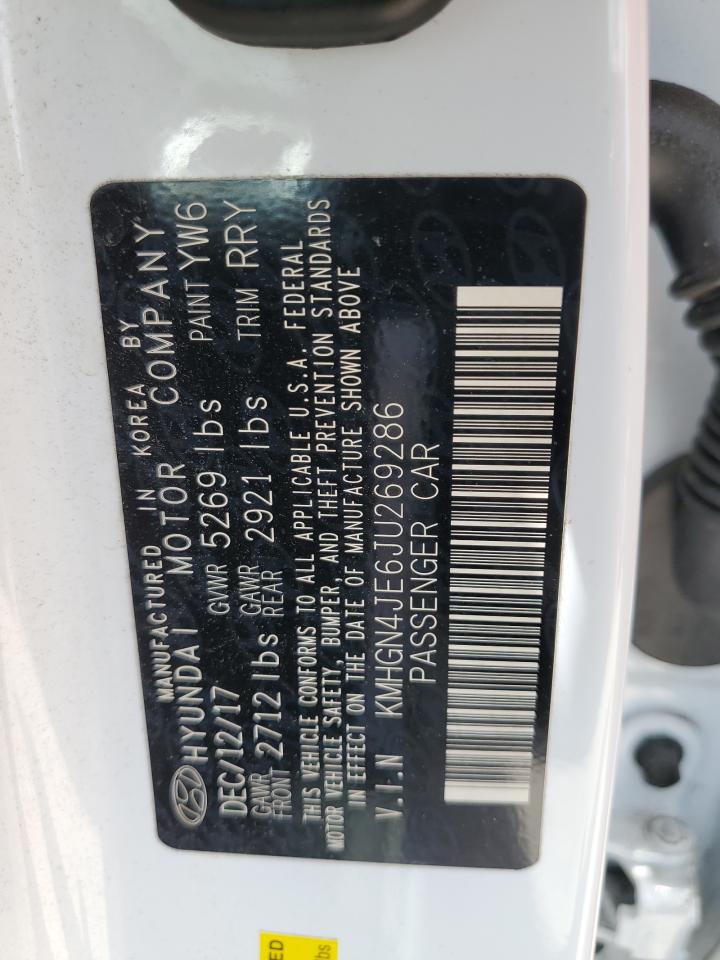 MANUFACTURED IN KOREA BY
HYUNDAI MOTOR COMPANY
DEC/12/17 GVWR 5269 lbs PAINT YW6
GAWR FRONT 2712 lbs GAWR REAR 2921 lbs TRIM RRY
THIS VEHICLE CONFORMS TO ALL APPLICABLE U.S.A. FEDERAL
MOTOR VEHICLE SAFETY, BUMPER, AND THEFT PREVENTION STANDARDS
IN EFFECT ON THE DATE OF MANUFACTURE SHOWN ABOVE
V.I.N KMHGN4JE6JU269286
PASSENGER CAR
ED
bs